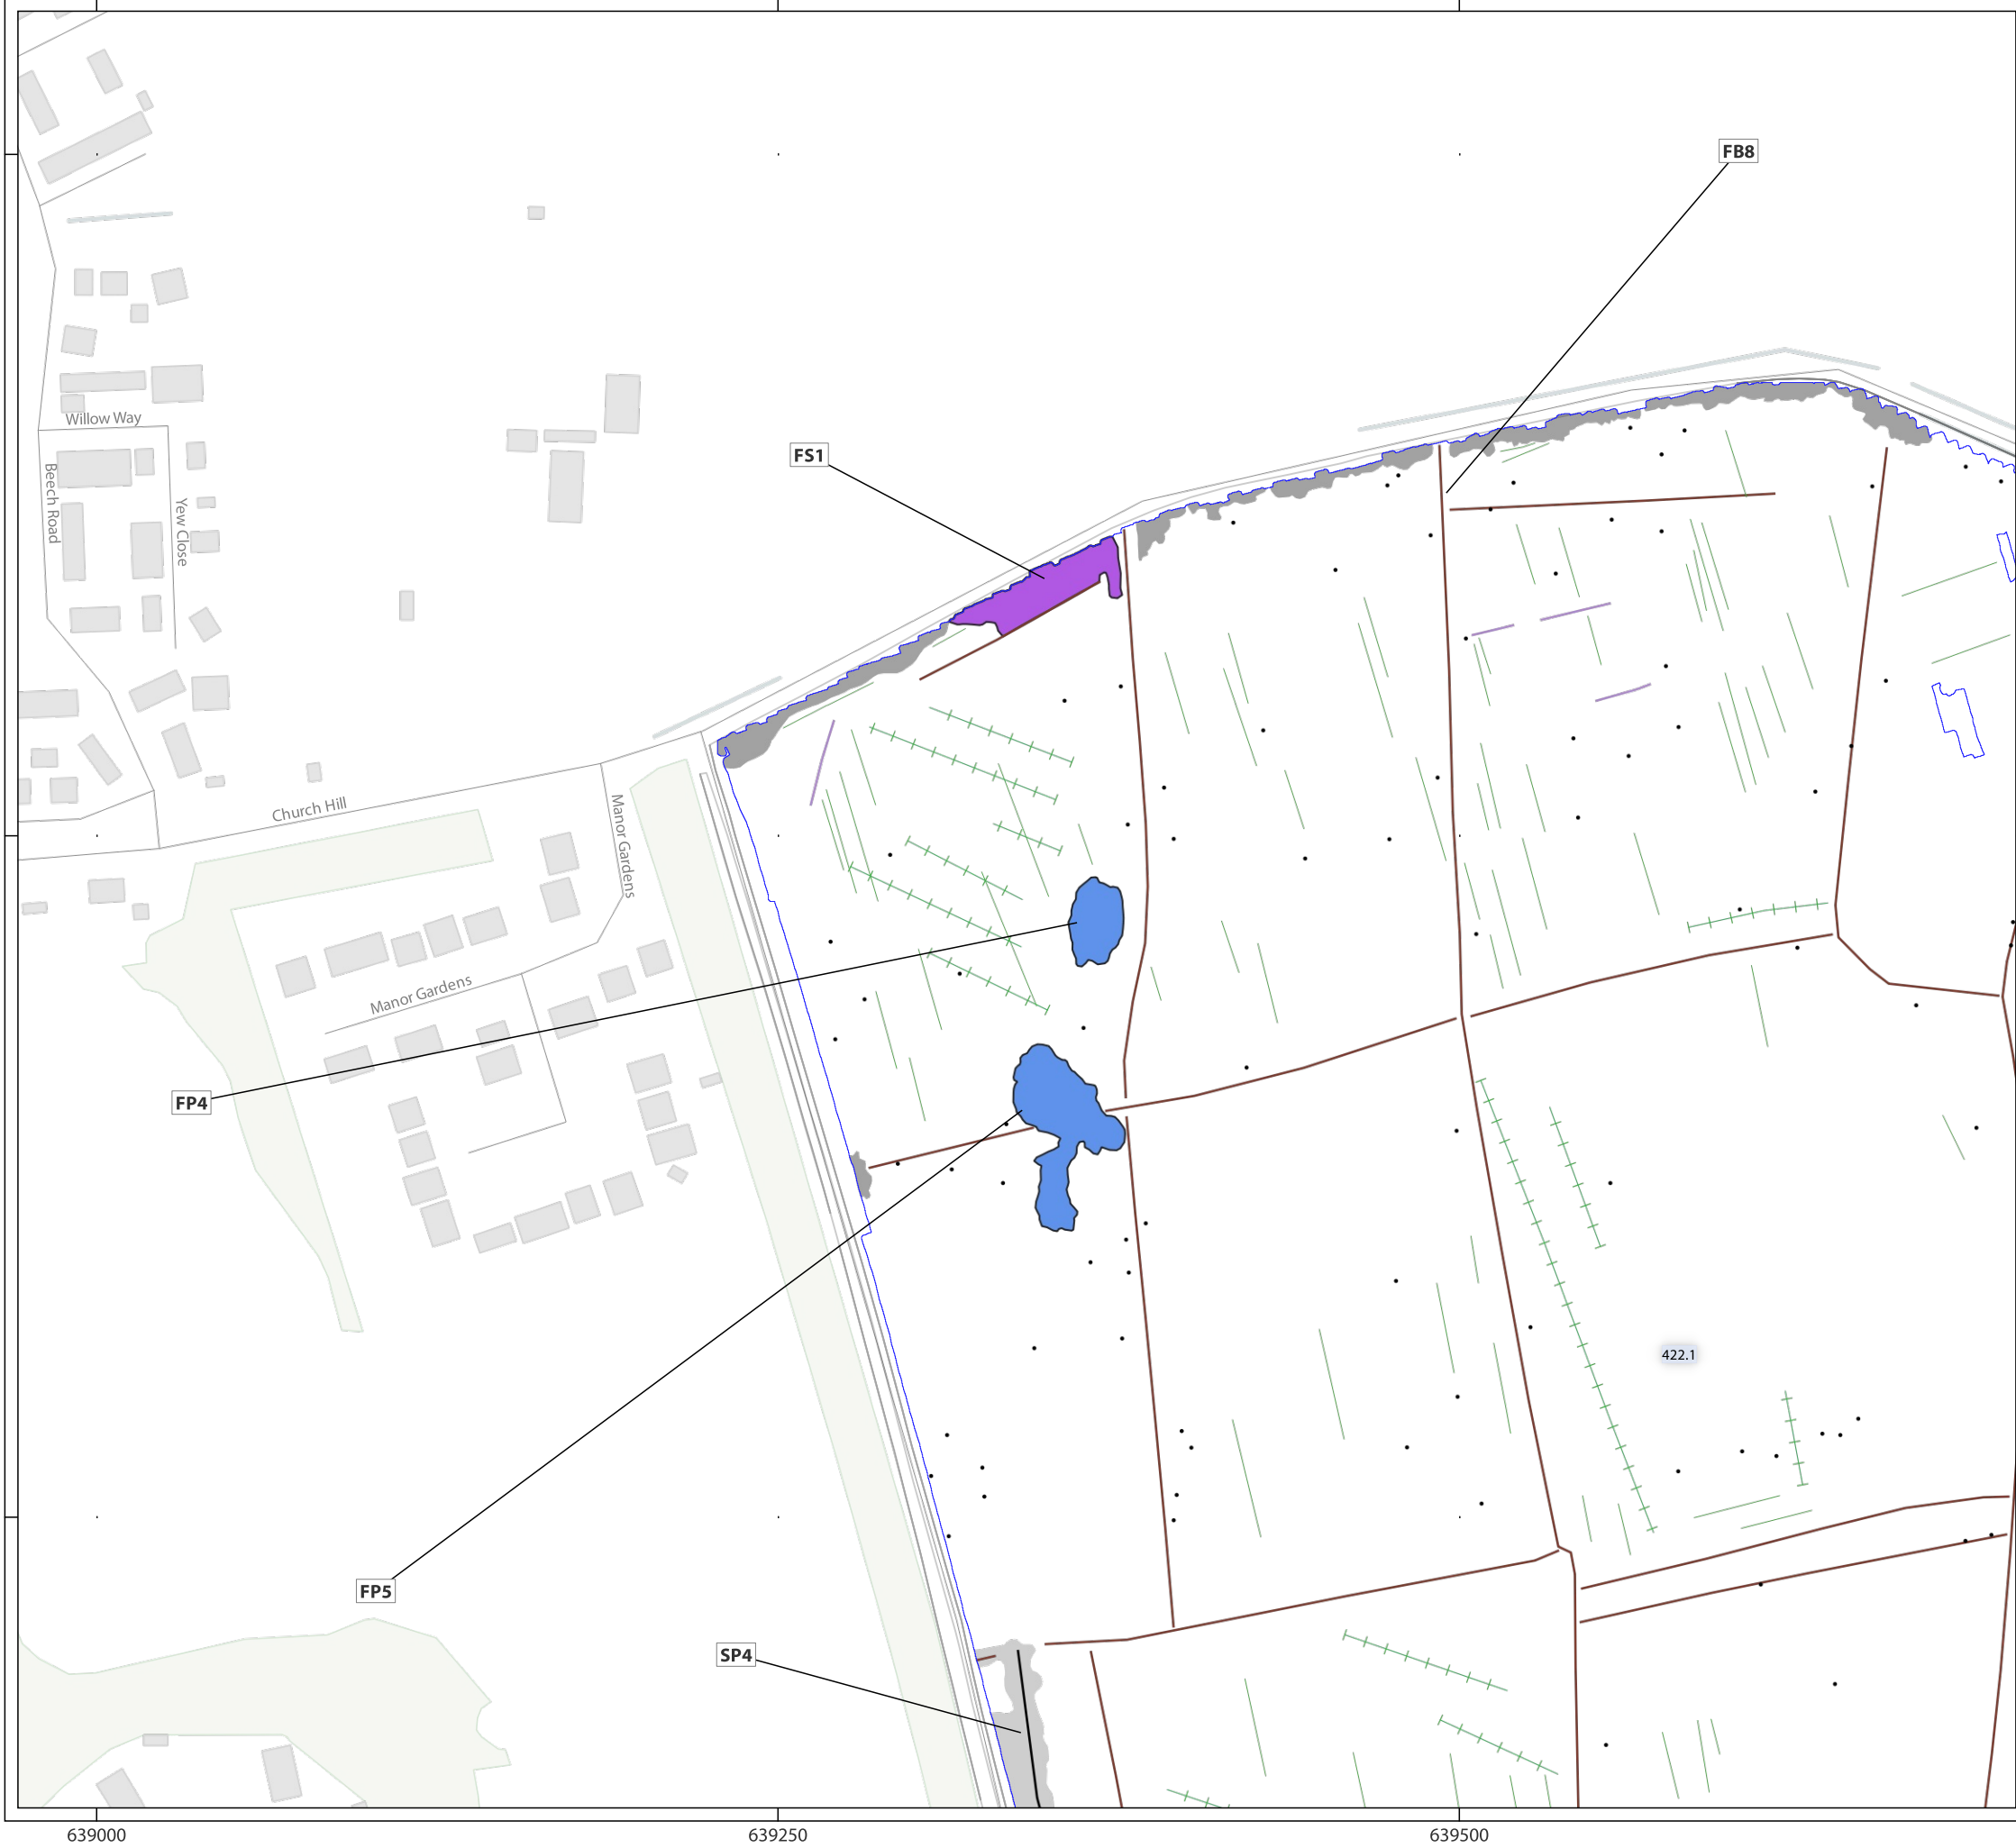 FB8
Willow Way
Beech Road
Yew Close
FS1
Church Hill
Manor Gardens
Manor Gardens
FP4
422.1
FP5
SP4
639000
639250
639500